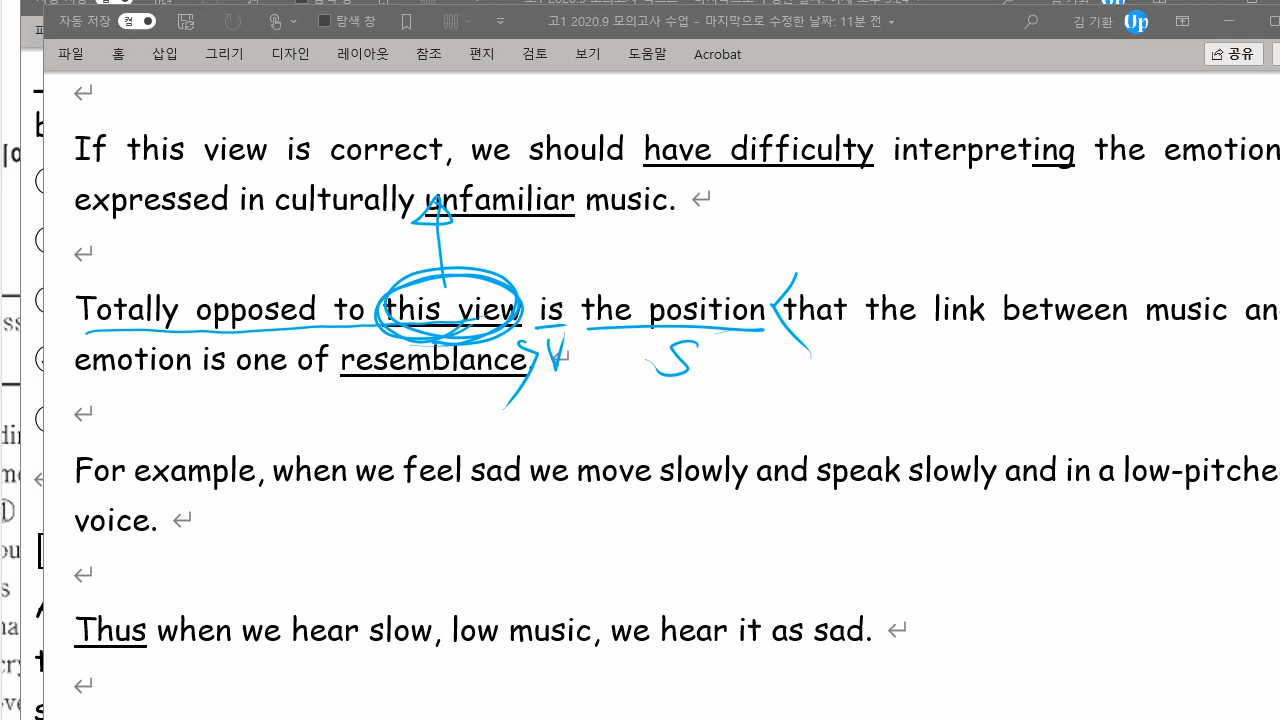 자동 저장 켬 탐색 창 고1 2020.9 모의고사 수업 - 마지막으로 수정한 날짜: 11분 전 김 기환 Up
파일 홈 삽입 그리기 디자인 레이아웃 참조 편지 검토 보기 도움말 Acrobat 공유
If this view is correct, we should have difficulty interpreting the emotion
expressed in culturally unfamiliar music.
Totally opposed to this view is the position that the link between music an
emotion is one of resemblance.
V S
For example, when we feel sad we move slowly and speak slowly and in a low-pitche
voice.
Thus when we hear slow, low music, we hear it as sad.